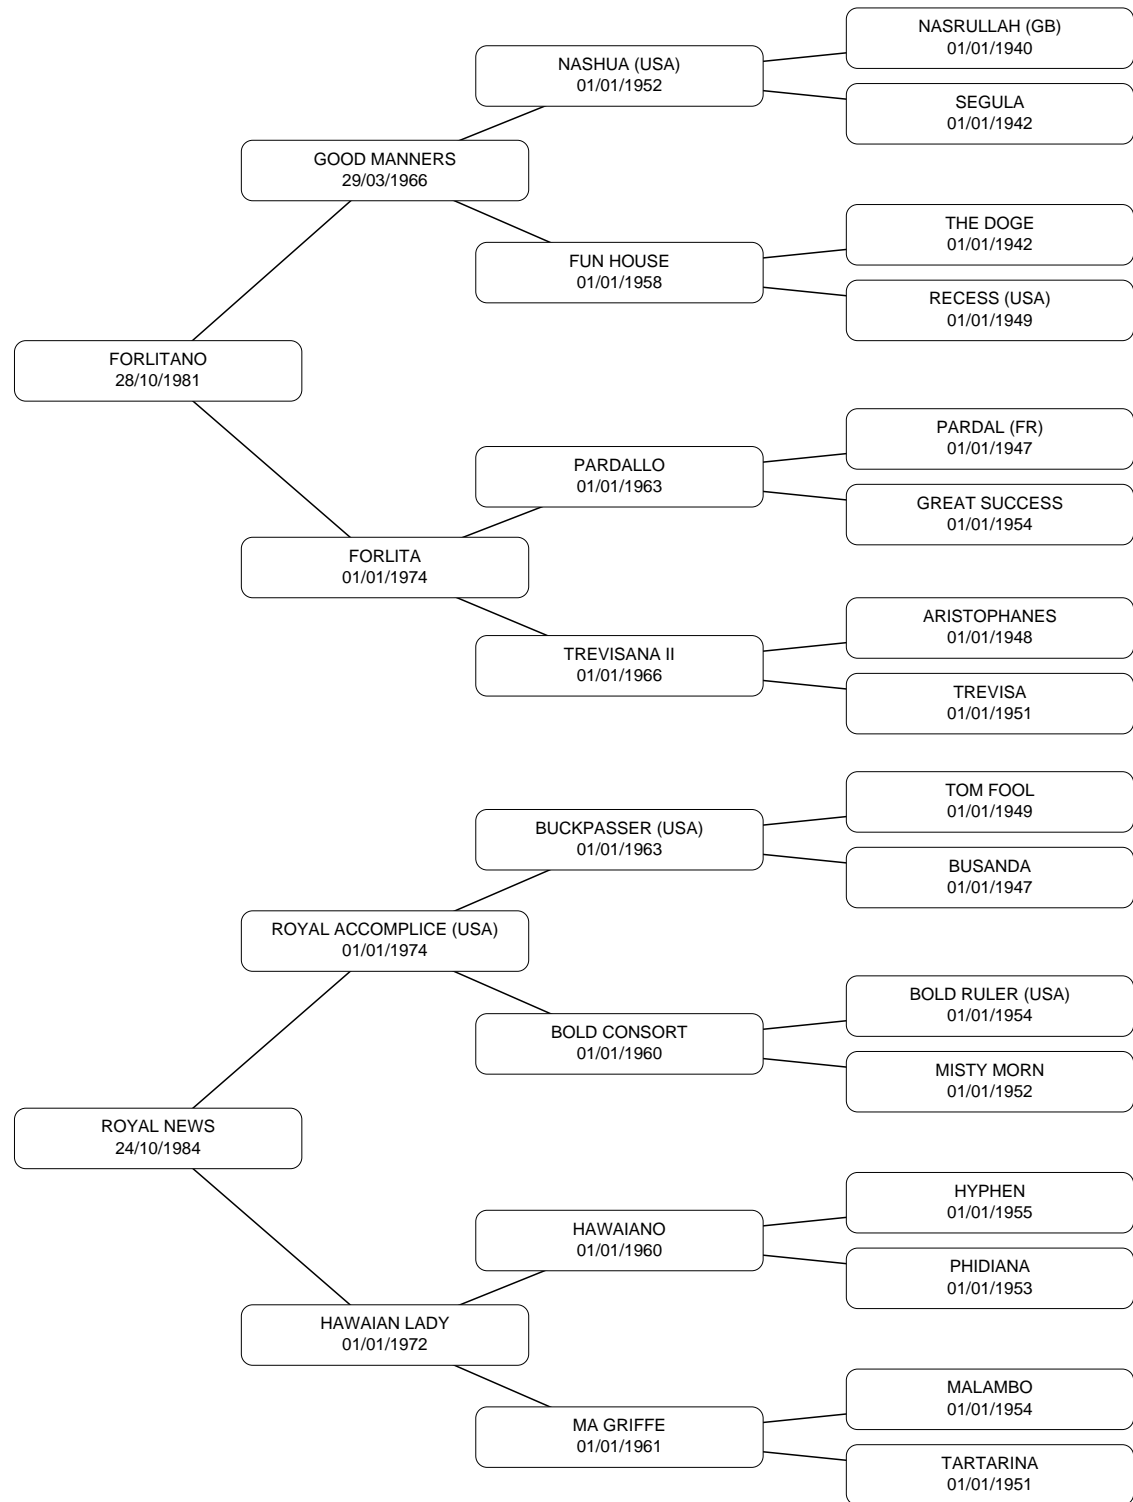 NASRULLAH (GB)
01/01/1940
NASHUA (USA)
01/01/1952
SEGULA
01/01/1942
GOOD MANNERS
29/03/1966
THE DOGE
01/01/1942
FUN HOUSE
01/01/1958
RECESS (USA)
01/01/1949
FORLITANO
28/10/1981
PARDAL (FR)
01/01/1947
PARDALLO
01/01/1963
GREAT SUCCESS
01/01/1954
FORLITA
01/01/1974
ARISTOPHANES
01/01/1948
TREVISANA II
01/01/1966
TREVISA
01/01/1951
TOM FOOL
01/01/1949
BUCKPASSER (USA)
01/01/1963
BUSANDA
01/01/1947
ROYAL ACCOMPLICE (USA)
01/01/1974
BOLD RULER (USA)
01/01/1954
BOLD CONSORT
01/01/1960
MISTY MORN
01/01/1952
ROYAL NEWS
24/10/1984
HYPHEN
01/01/1955
HAWAIANO
01/01/1960
PHIDIANA
01/01/1953
HAWAIAN LADY
01/01/1972
MALAMBO
01/01/1954
MA GRIFFE
01/01/1961
TARTARINA
01/01/1951